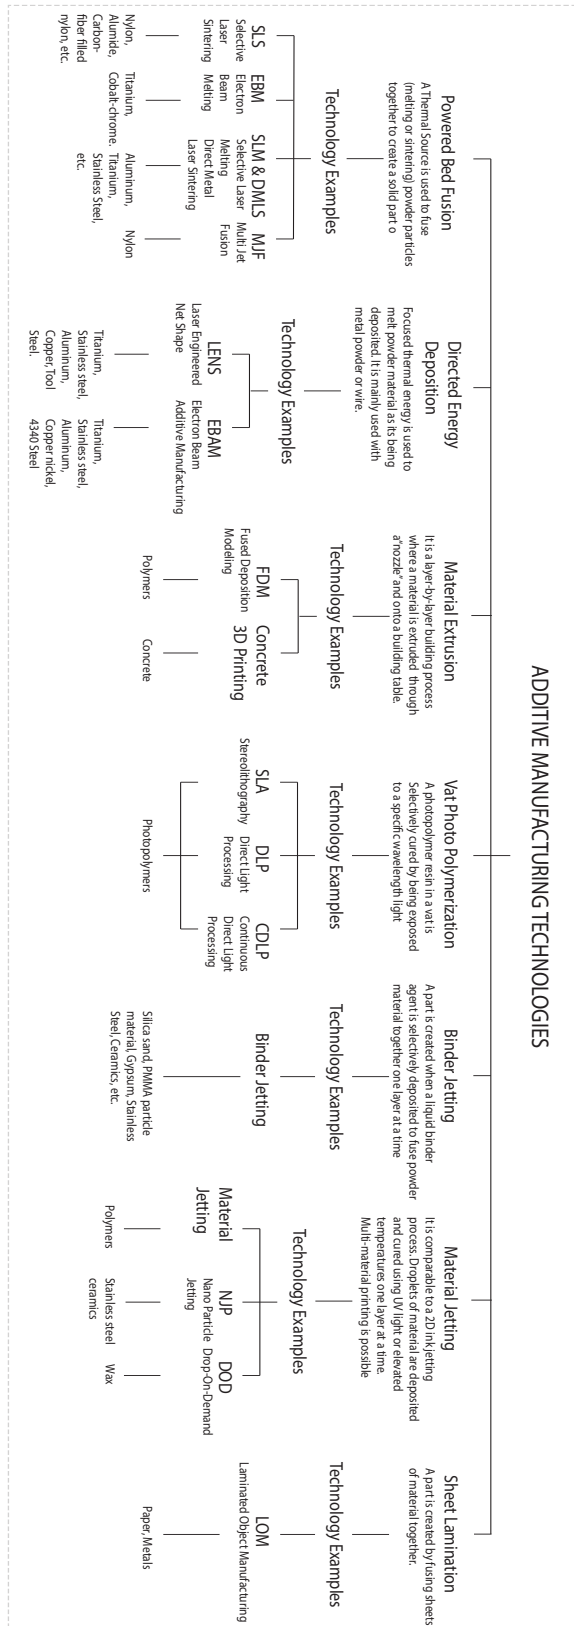 ADDITIVE MANUFACTURING TECHNOLOGIES
Powered Bed Fusion
A Thermal Source is used to fuse
(melting or sintering) powder particles
together to create a solid part o
Technology Examples
SLS
Selective
Laser
Sintering
Nylon,
Alumide,
Carbon-
fiber filled
nylon, etc.
EBM
Electron
Beam
Melting
Titanium,
Cobalt-chrome.
SLM & DMLS
Selective Laser
Melting
Direct Metal
Laser Sintering
Aluminum,
Titanium,
Stainless Steel,
etc.
MJF
Multi Jet
Fusion
Nylon
Directed Energy
Deposition
Focused thermal energy is used to
melt powder material as its being
deposited. It is mainly used with
metal powder or wire.
Technology Examples
LENS
Laser Engineered
Net Shape
Titanium,
Stainless steel,
Aluminum,
Copper, Tool
Steel.
EBAM
Electron Beam
Additive Manufacturing
Titanium,
Stainless steel,
Aluminum,
Copper nickel,
4340 Steel
Material Extrusion
It is a layer-by-layer building process
where a material is extruded through
a"nozzle" and onto a building table.
Technology Examples
FDM
Fused Deposition
Modeling
Polymers
Concrete
3D Printing
Concrete
Vat Photo Polymerization
A photopolymer resin in a vat is
Selectively cured by being exposed
to a specific wavelength light
Technology Examples
SLA
Stereolithography
DLP
Direct Light
Processing
CDLP
Continuous
Direct Light
Processing
Photopolymers
Binder Jetting
A part is created when a liquid binder
agent is selectively deposited to fuse powder
material together one layer at a time
Technology Examples
Binder Jetting
Silica sand, PMMA particle
material, Gypsum, Stainless
Steel, Ceramics, etc.
Material Jetting
It is comparable to a 2D inkjetting
process. Droplets of material are deposited
and cured using UV light or elevated
temperatures one layer at a time.
Multi-material printing is possible
Technology Examples
Material
Jetting
Polymers
NJP
Nano Particle
Jetting
Stainless steel
ceramics
DOD
Drop-On-Demand
Wax
Sheet Lamination
A part is created by fusing sheets
of material together.
Technology Examples
LOM
Laminated Object Manufacturing
Paper, Metals